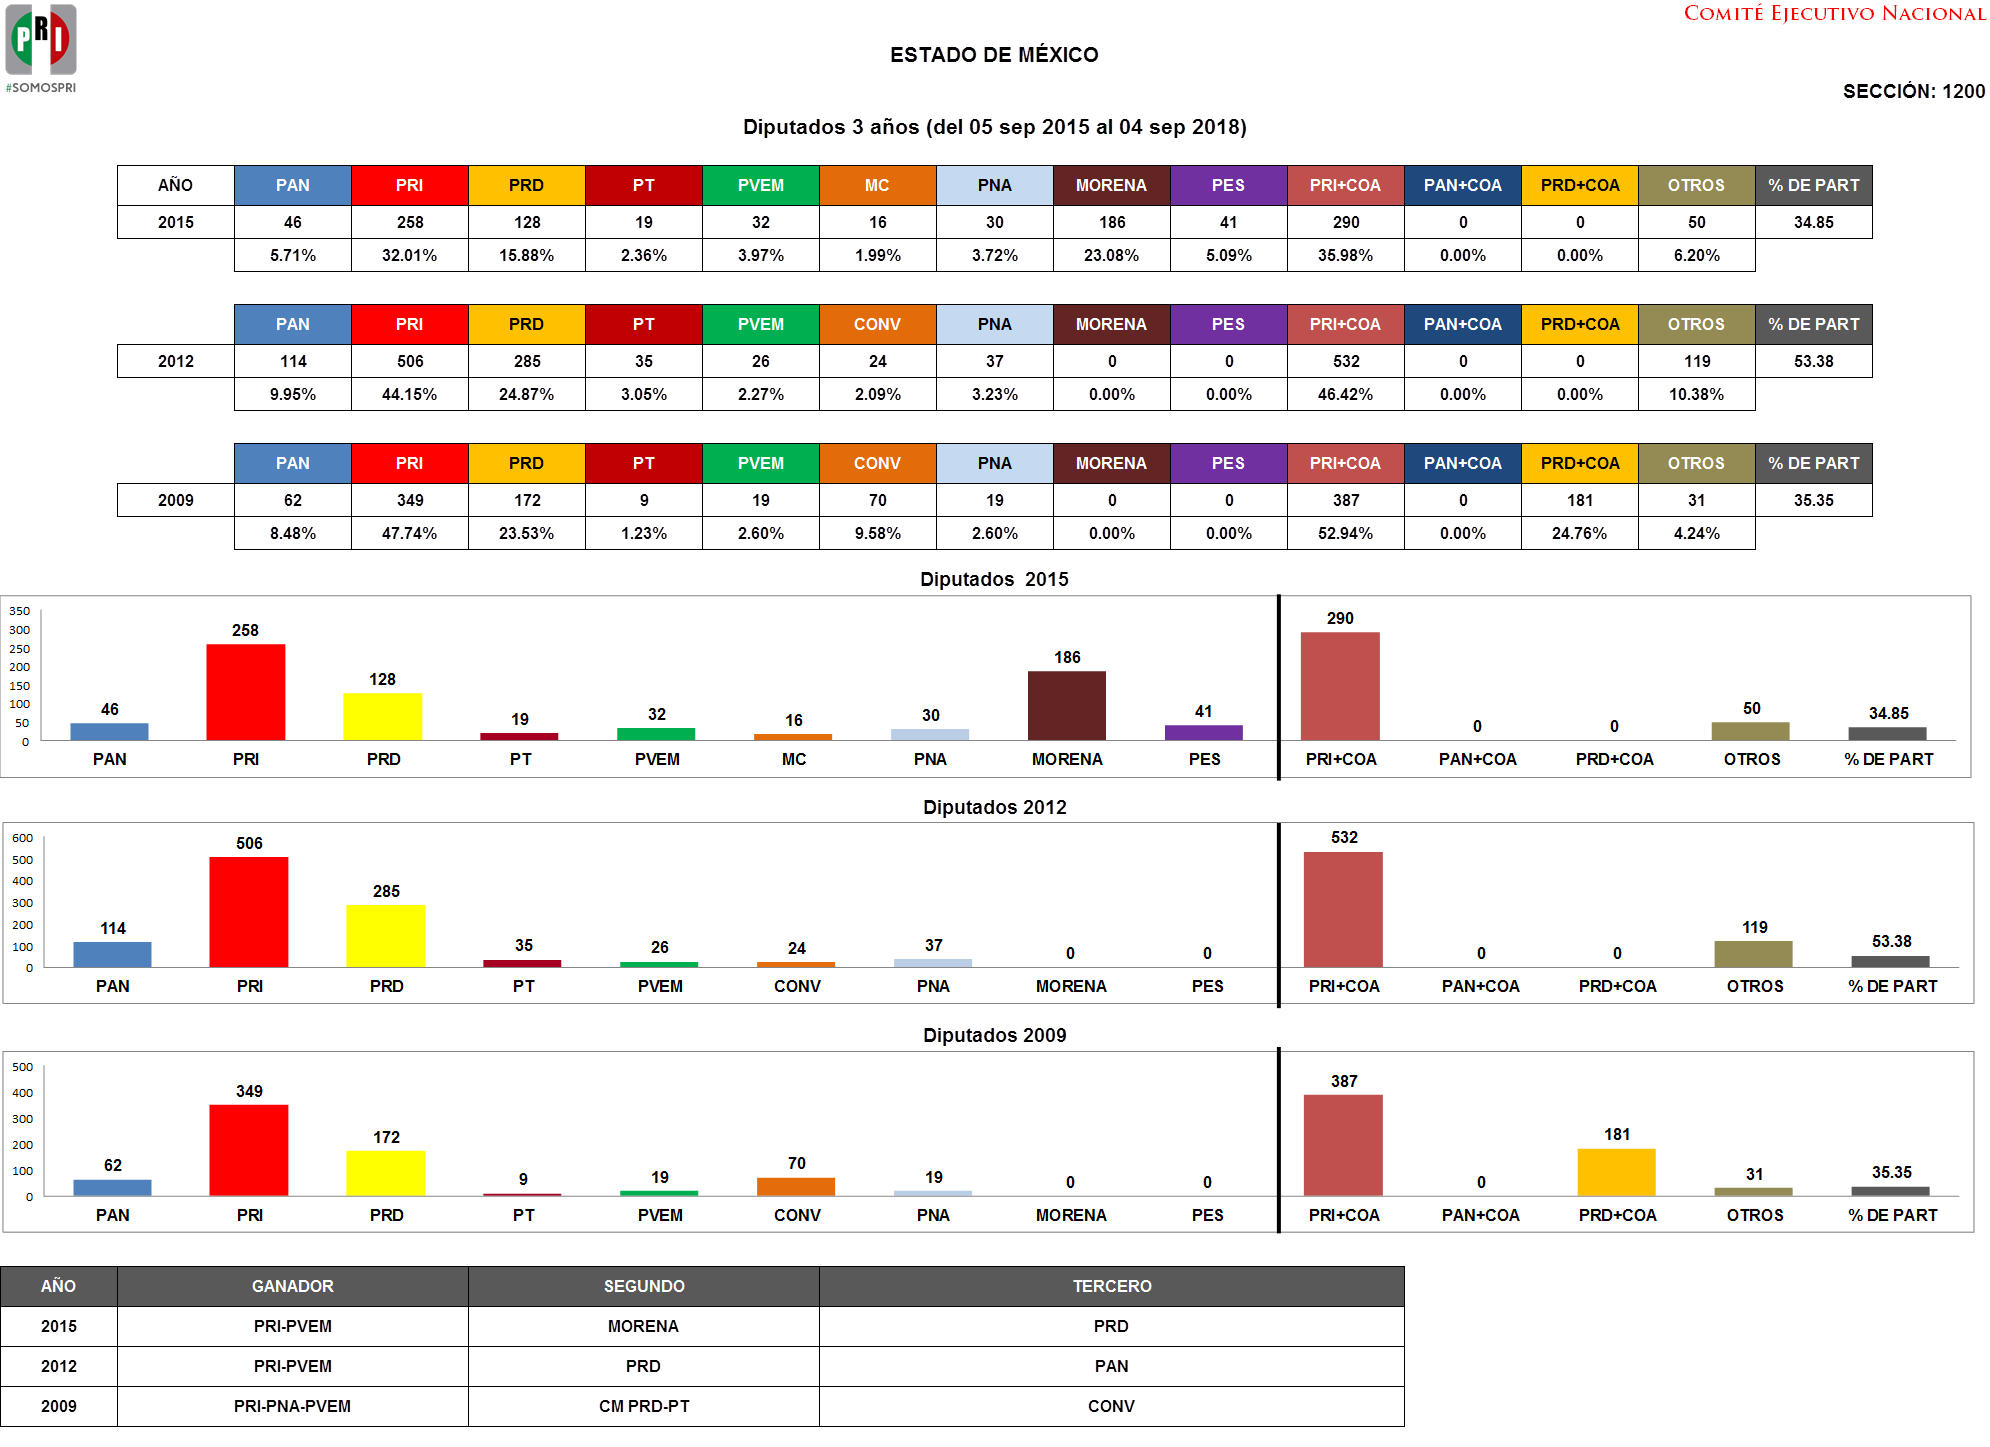 PRI
#SOMOSPRI
COMITÉ EJECUTIVO NACIONAL
ESTADO DE MÉXICO
SECCIÓN: 1200
Diputados 3 años (del 05 sep 2015 al 04 sep 2018)
AÑO PAN PRI PRD PT PVEM MC PNA MORENA PES PRI+COA PAN+COA PRD+COA OTROS % DE PART
2015 46 258 128 19 32 16 30 186 41 290 0 0 50 34.85
5.71% 32.01% 15.88% 2.36% 3.97% 1.99% 3.72% 23.08% 5.09% 35.98% 0.00% 0.00% 6.20%
PAN PRI PRD PT PVEM CONV PNA MORENA PES PRI+COA PAN+COA PRD+COA OTROS % DE PART
2012 114 506 285 35 26 24 37 0 0 532 0 0 119 53.38
9.95% 44.15% 24.87% 3.05% 2.27% 2.09% 3.23% 0.00% 0.00% 46.42% 0.00% 0.00% 10.38%
PAN PRI PRD PT PVEM CONV PNA MORENA PES PRI+COA PAN+COA PRD+COA OTROS % DE PART
2009 62 349 172 9 19 70 19 0 0 387 0 181 31 35.35
8.48% 47.74% 23.53% 1.23% 2.60% 9.58% 2.60% 0.00% 0.00% 52.94% 0.00% 24.76% 4.24%
Diputados 2015
350
300
250
200
150
100
50
0
46 258 128 19 32 16 30 186 41 290 0 0 50 34.85
PAN PRI PRD PT PVEM MC PNA MORENA PES PRI+COA PAN+COA PRD+COA OTROS % DE PART
Diputados 2012
600
500
400
300
200
100
0
114 506 285 35 26 24 37 0 0 532 0 0 119 53.38
PAN PRI PRD PT PVEM CONV PNA MORENA PES PRI+COA PAN+COA PRD+COA OTROS % DE PART
Diputados 2009
500
400
300
200
100
0
62 349 172 9 19 70 19 0 0 387 0 181 31 35.35
PAN PRI PRD PT PVEM CONV PNA MORENA PES PRI+COA PAN+COA PRD+COA OTROS % DE PART
AÑO GANADOR SEGUNDO TERCERO
2015 PRI-PVEM MORENA PRD
2012 PRI-PVEM PRD PAN
2009 PRI-PNA-PVEM CM PRD-PT CONV